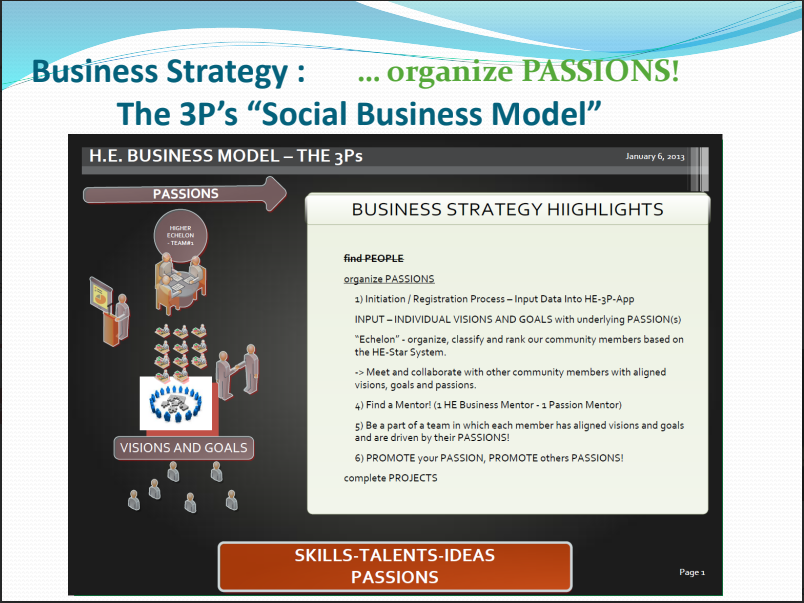 Business Strategy : ... organize PASSIONS!
The 3P's “Social Business Model”
H.E. BUSINESS MODEL – THE 3Ps
January 6, 2013
PASSIONS
HIGHER
ECHELON
- TEAM#1
VISIONS AND GOALS
BUSINESS STRATEGY HIIGHLIGHTS
find PEOPLE
organize PASSIONS
1) Initiation / Registration Process – Input Data Into HE-3P-App
INPUT – INDIVIDUAL VISIONS AND GOALS with underlying PASSION(s)
“Echelon” - organize, classify and rank our community members based on
the HE-Star System.
-> Meet and collaborate with other community members with aligned
visions, goals and passions.
4) Find a Mentor! (1 HE Business Mentor - 1 Passion Mentor)
5) Be a part of a team in which each member has aligned visions and goals
and are driven by their PASSIONS!
6) PROMOTE your PASSION, PROMOTE others PASSIONS!
complete PROJECTS
SKILLS-TALENTS-IDEAS
PASSIONS
Page 1